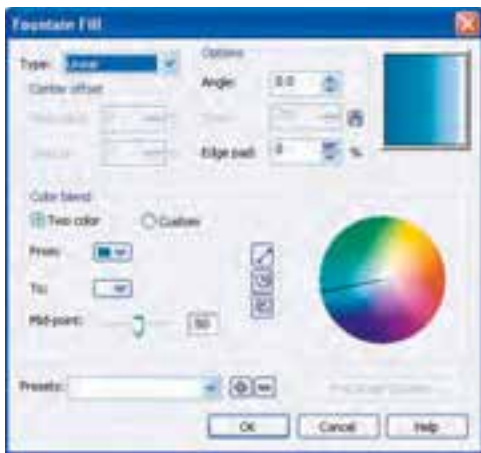 Fountain Fill
Type: Linear
Options
Center offset
Angle: 0.0
Edge pad: 0 %
Color blend
Two color
Custom
From:
To:
Mid-point: 50
Presets:
OK
Cancel
Help